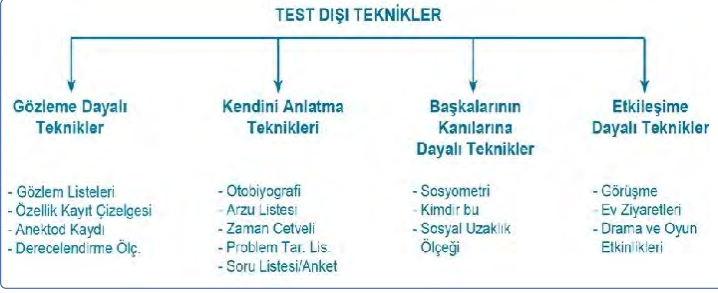 TEST DIŞI TEKNİKLER
Gözleme Dayalı
Teknikler
- Gözlem Listeleri
- Özellik Kayıt Çizelgesi
- Anektod Kaydı
- Derecelendirme Ölç.
Kendini Anlatma
Teknikleri
- Otobiyografi
- Arzu Listesi
- Zaman Cetveli
- Problem Tar. Lis.
- Soru Listesi/Anket
Başkalarının
Kanılarına
Dayalı Teknikler
- Sosyometri
- Kimdir bu
- Sosyal Uzaklık
Ölçeği
Etkileşime
Dayalı Teknikler
- Görüşme
- Ev Ziyaretleri
- Drama ve Oyun
Etkinlikleri